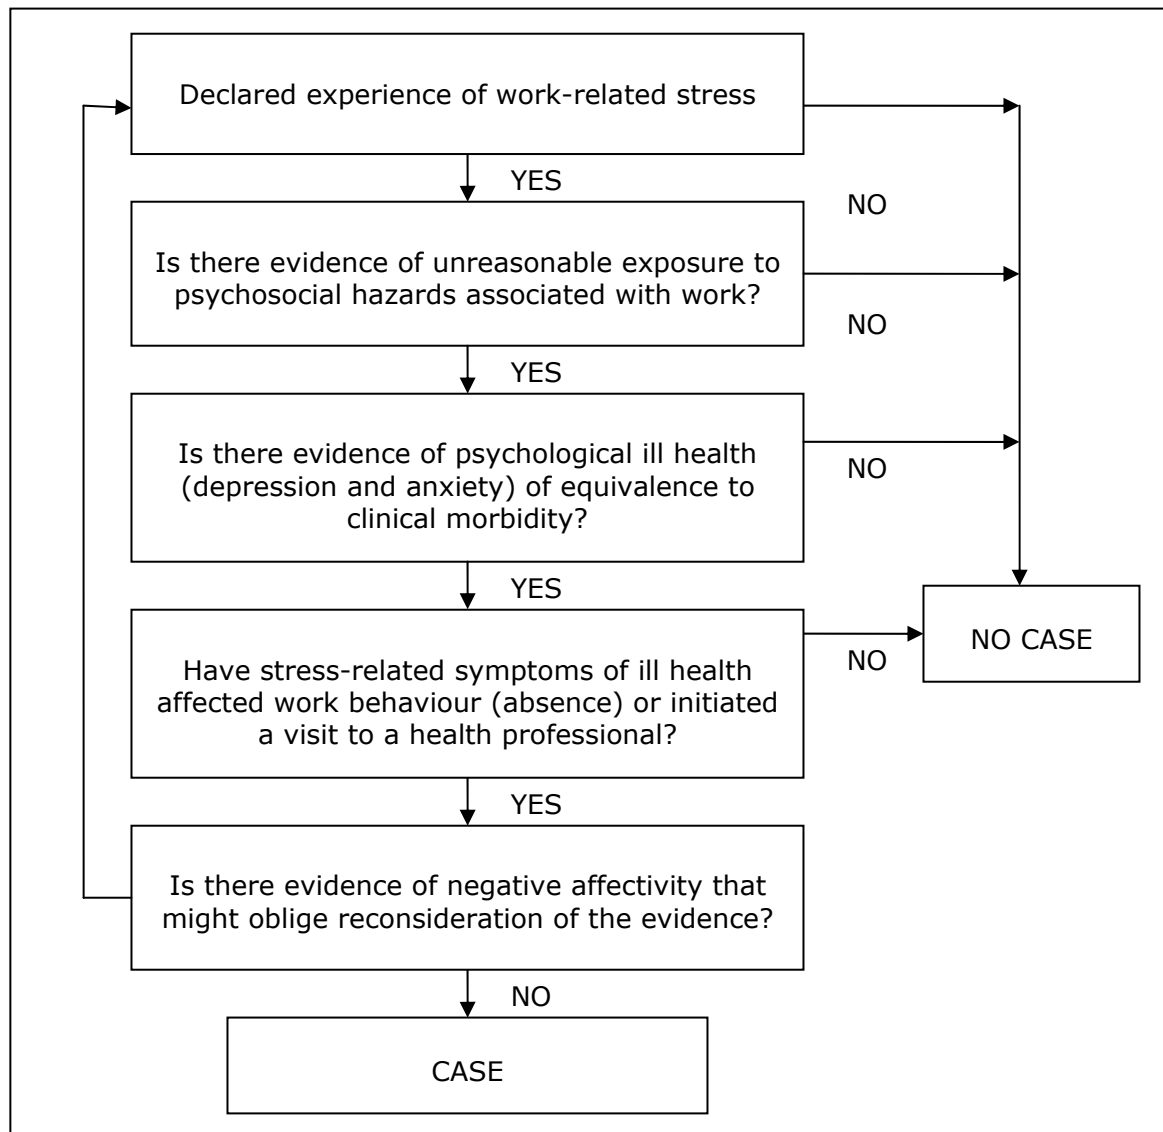 Declared experience of work-related stress
YES
NO
Is there evidence of unreasonable exposure to
psychosocial hazards associated with work?
NO
YES
Is there evidence of psychological ill health
(depression and anxiety) of equivalence to
clinical morbidity?
NO
YES
NO CASE
Have stress-related symptoms of ill health
affected work behaviour (absence) or initiated
a visit to a health professional?
NO
YES
Is there evidence of negative affectivity that
might oblige reconsideration of the evidence?
NO
CASE